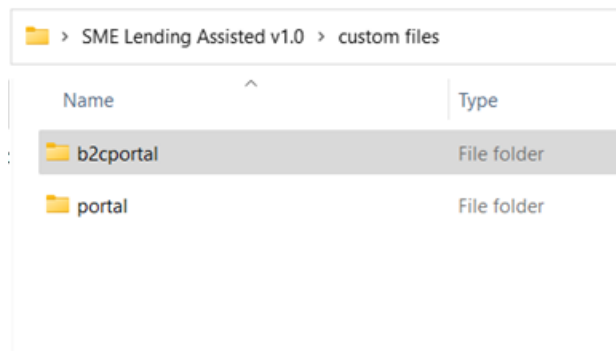 > SME Lending Assisted v1.0 > custom files
Name Type
b2cportal File folder
portal File folder